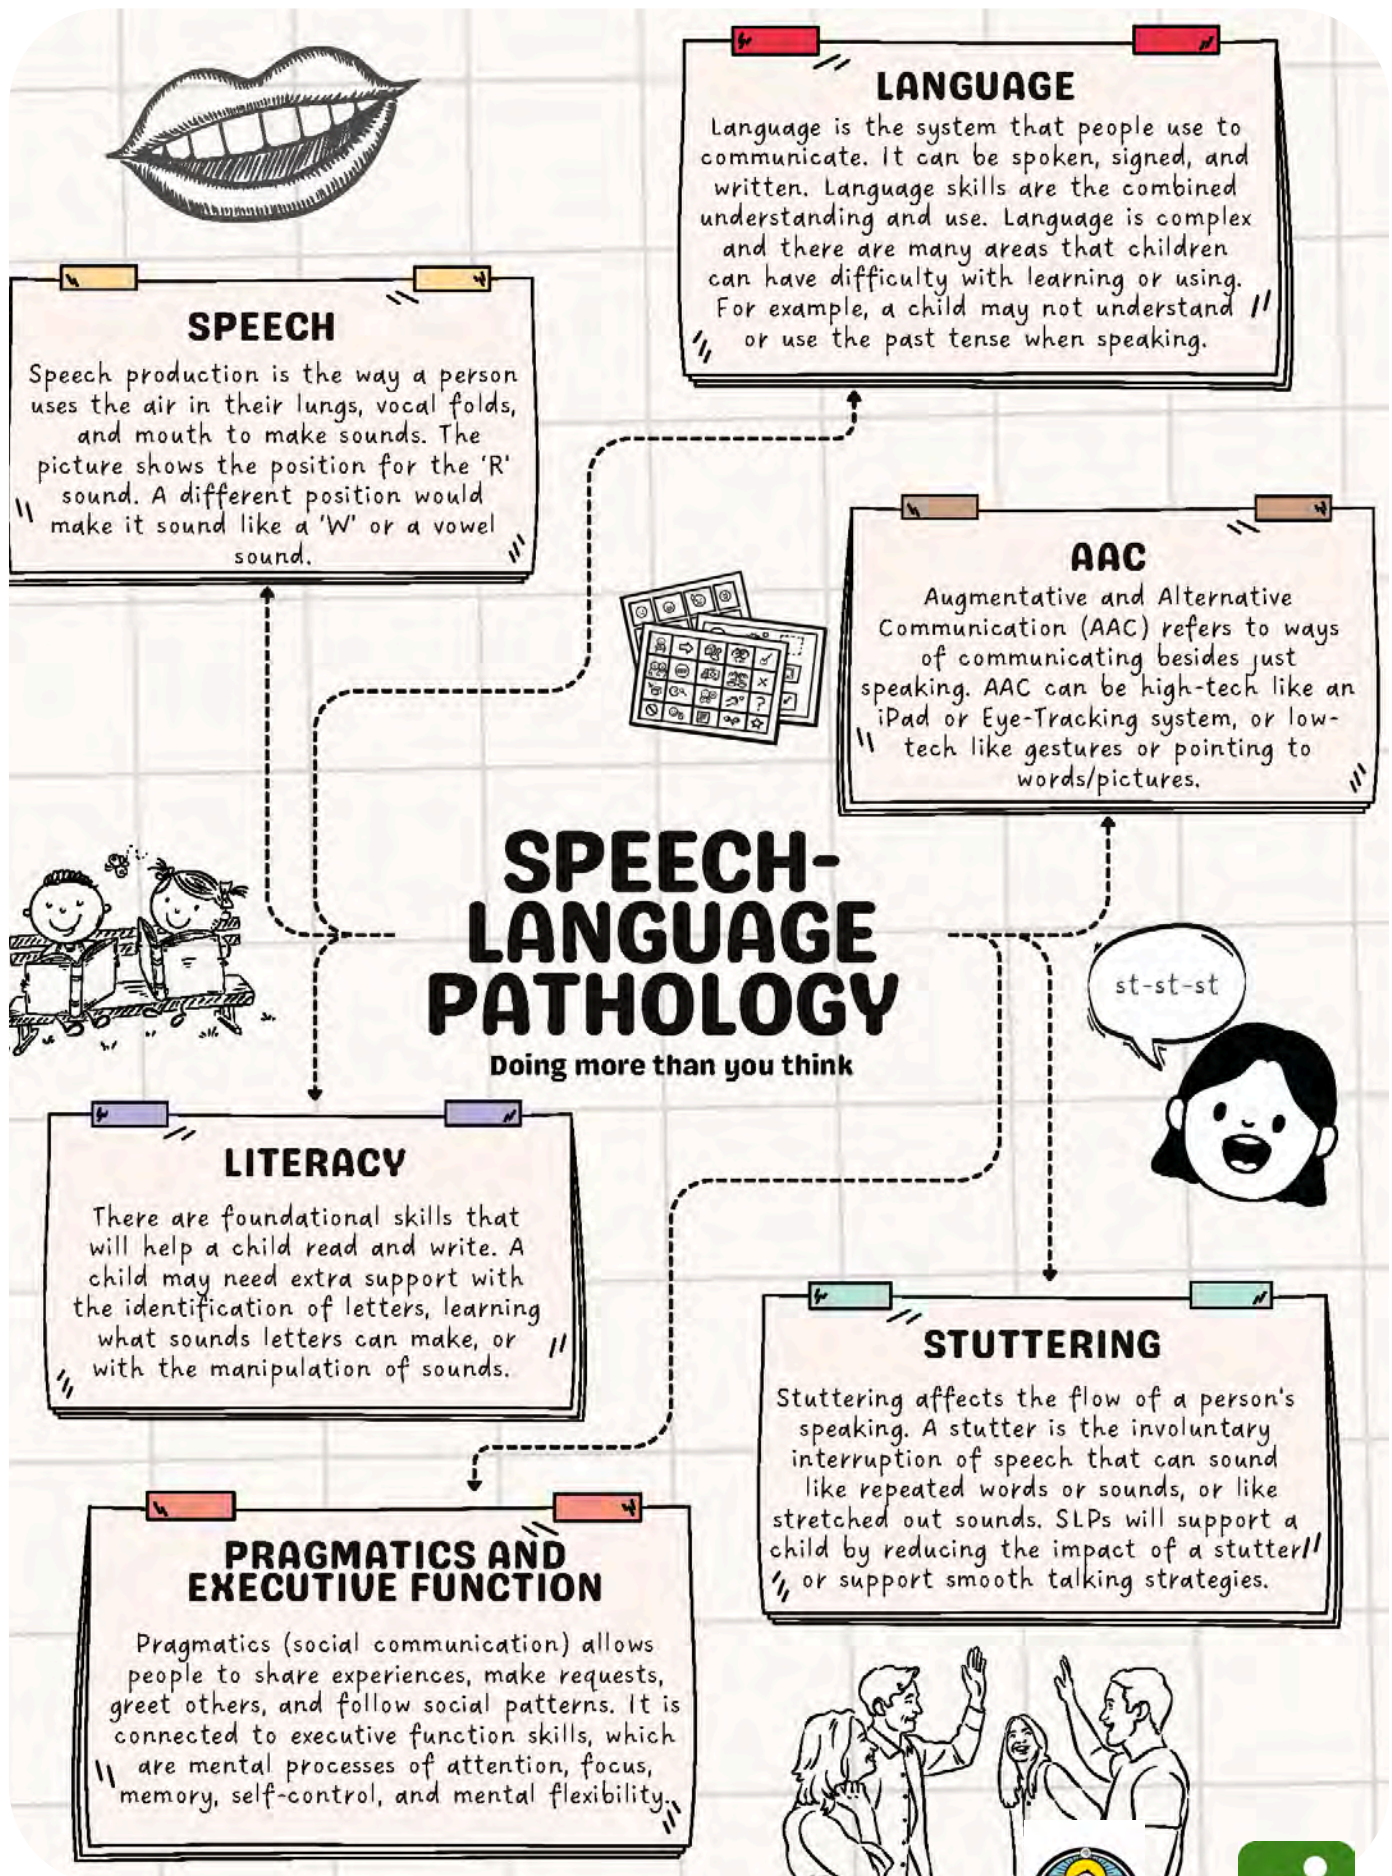 LANGUAGE
Language is the system that people use to
communicate. It can be spoken, signed, and
written. Language skills are the combined
understanding and use. Language is complex
and there are many areas that children
can have difficulty with learning or using.
For example, a child may not understand
or use the past tense when speaking.
SPEECH
Speech production is the way a person
uses the air in their lungs, vocal folds,
and mouth to make sounds. The
picture shows the position for the 'R'
sound. A different position would
make it sound like a 'W' or a vowel
sound.
AAC
Augmentative and Alternative
Communication (AAC) refers to ways
of communicating besides just
speaking. AAC can be high-tech like an
iPad or Eye-Tracking system, or low-
tech like gestures or pointing to
words/pictures.
SPEECH-
LANGUAGE
PATHOLOGY
Doing more than you think
st-st-st
LITERACY
There are foundational skills that
will help a child read and write. A
child may need extra support with
the identification of letters, learning
what sounds letters can make, or
with the manipulation of sounds.
STUTTERING
Stuttering affects the flow of a person's
speaking. A stutter is the involuntary
interruption of speech that can sound
like repeated words or sounds, or like
stretched out sounds. SLPs will support a
child by reducing the impact of a stutter
or support smooth talking strategies.
PRAGMATICS AND
EXECUTIVE FUNCTION
Pragmatics (social communication) allows
people to share experiences, make requests,
greet others, and follow social patterns. It is
connected to executive function skills, which
are mental processes of attention, focus,
memory, self-control, and mental flexibility.